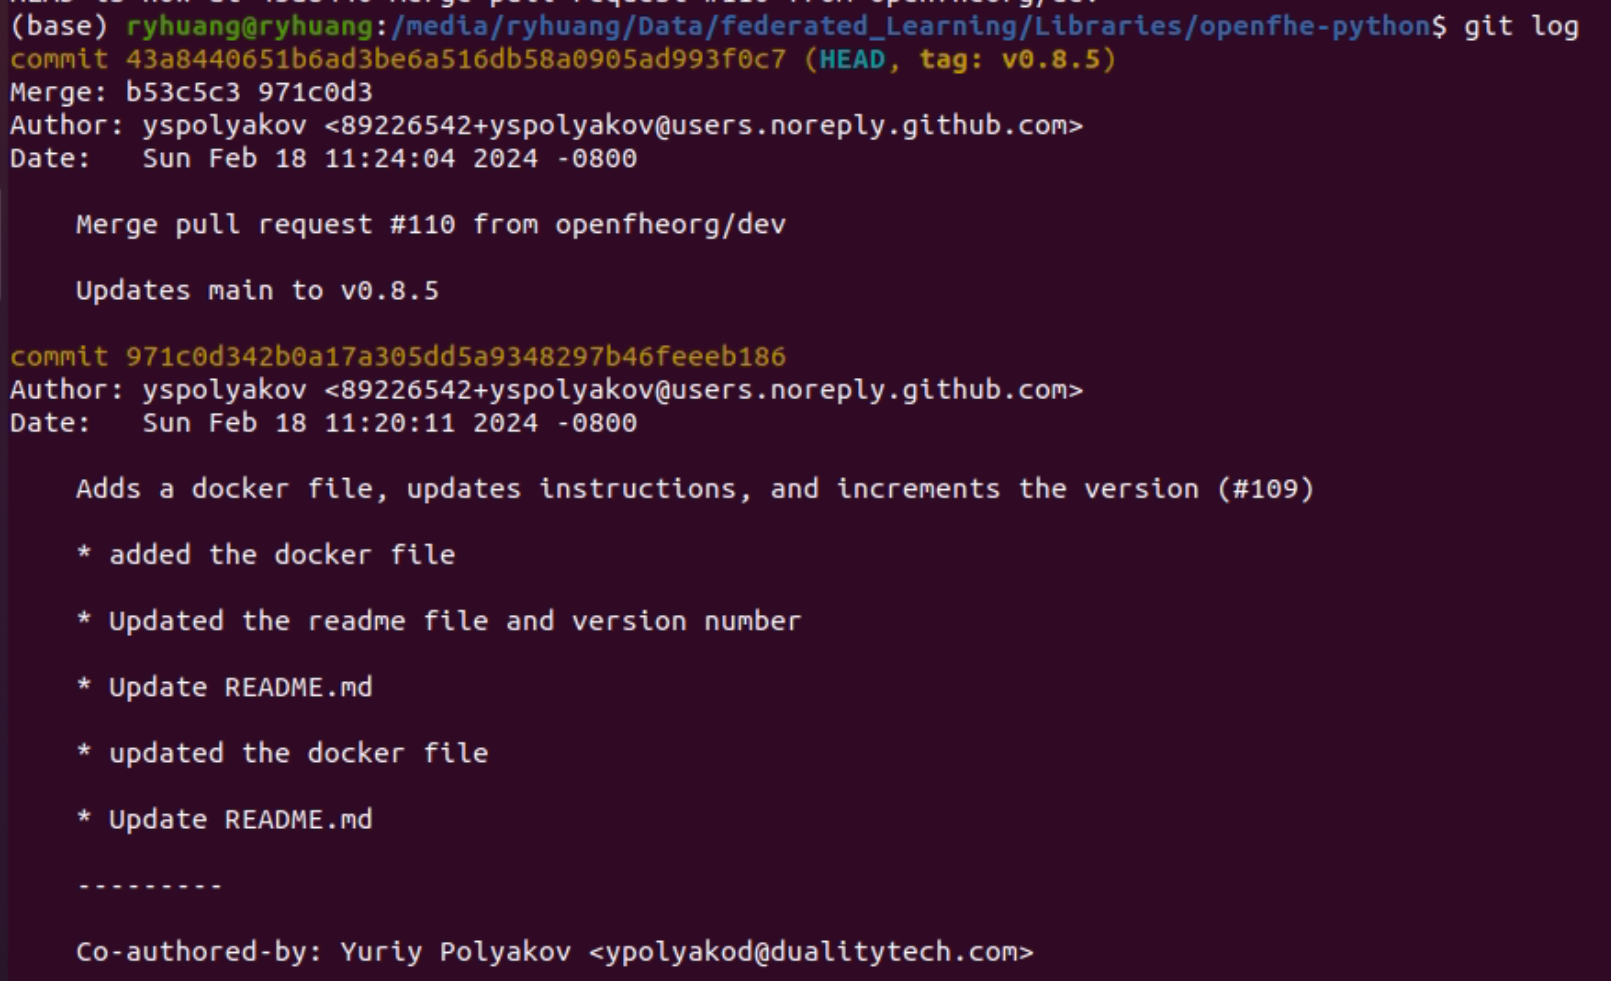 (base) ryhuang@ryhuang:/media/ryhuang/Data/federated_Learning/Libraries/openfhe-python$ git log
commit 43a8440651b6ad3be6a516db58a0905ad993f0c7 (HEAD, tag: v0.8.5)
Merge: b53c5c3 971c0d3
Author: yspolyakov <89226542+yspolyakov@users.noreply.github.com>
Date:   Sun Feb 18 11:24:04 2024 -0800
Merge pull request #110 from openfheorg/dev
Updates main to v0.8.5
commit 971c0d342b0a17a305dd5a9348297b46feeeb186
Author: yspolyakov <89226542+yspolyakov@users.noreply.github.com>
Date:   Sun Feb 18 11:20:11 2024 -0800
Adds a docker file, updates instructions, and increments the version (#109)
* added the docker file
* Updated the readme file and version number
* Update README.md
* updated the docker file
* Update README.md
---------
Co-authored-by: Yuriy Polyakov <ypolyakod@dualitytech.com>